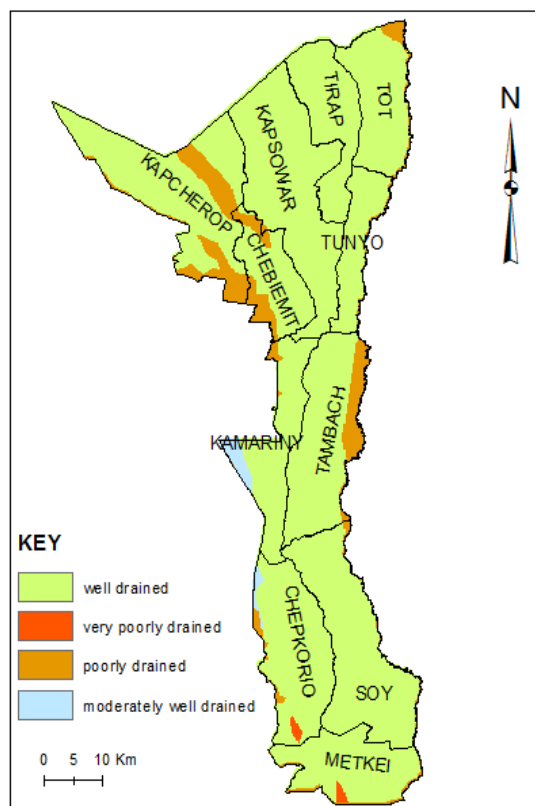 TOT
TIRAP
N
KAPSOWAR
KAPCHEROP
TUNYO
CHEBIEMIT
TAMBACH
KAMARINY
KEY
well drained
very poorly drained
poorly drained
moderately well drained
CHEPKORIO
SOY
METKEI
0 5 10 Km